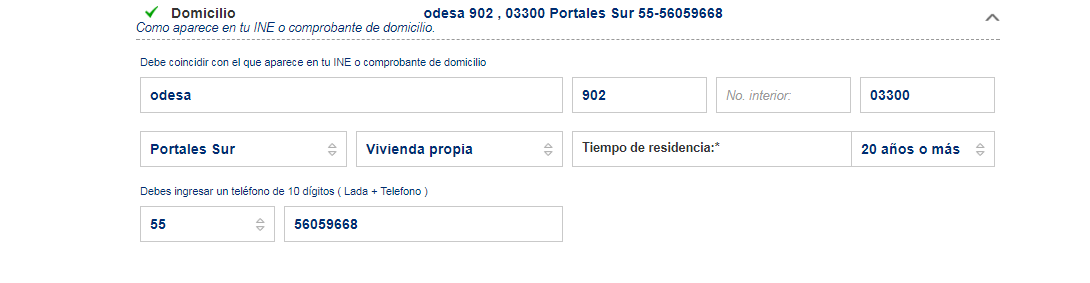 Domicilio odesa 902 , 03300 Portales Sur 55-56059668
Como aparece en tu INE o comprobante de domicilio.
Debe coincidir con el que aparece en tu INE o comprobante de domicilio
odesa 902 No. interior: 03300
Portales Sur Vivienda propia Tiempo de residencia:* 20 años o más
Debes ingresar un teléfono de 10 dígitos ( Lada + Telefono )
55 56059668